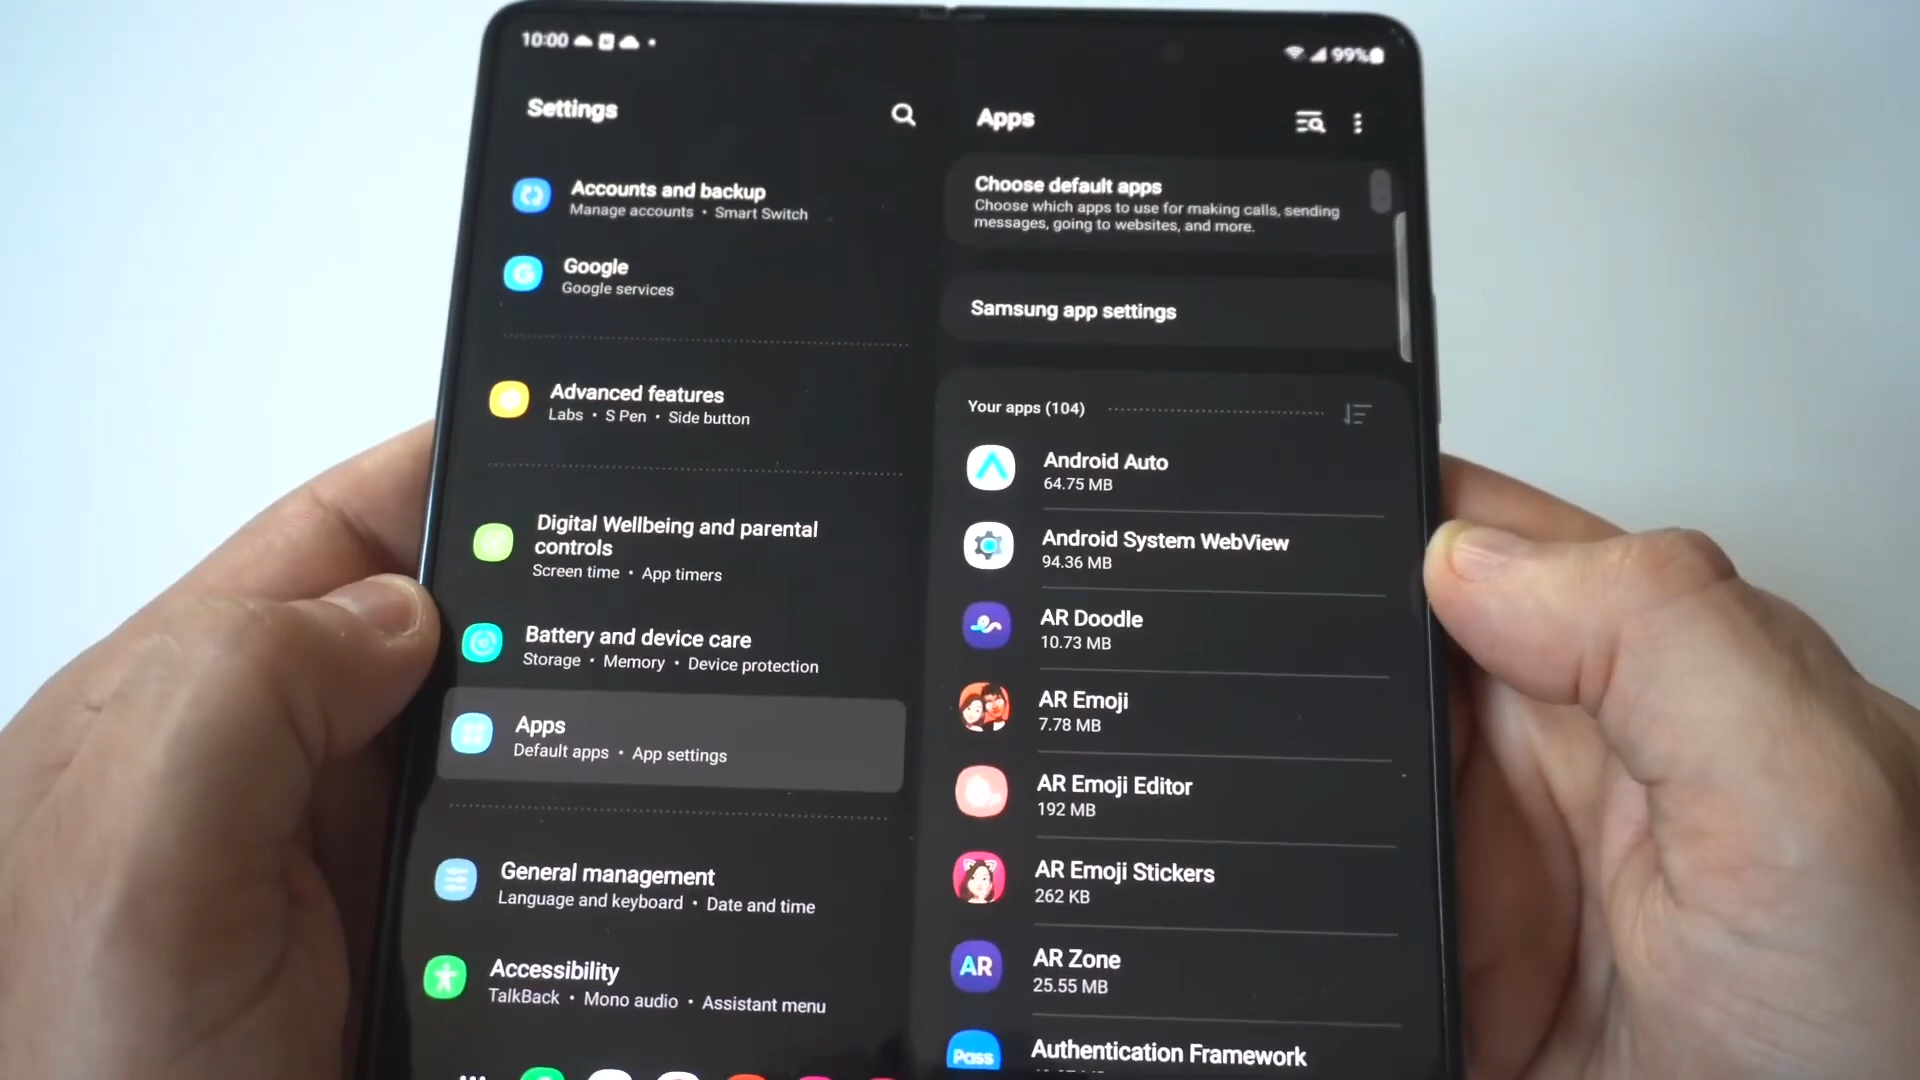 10:00
99%
Settings
Accounts and backup
Manage accounts • Smart Switch
Google
Google services
Advanced features
Labs • S Pen • Side button
Digital Wellbeing and parental
controls
Screen time • App timers
Battery and device care
Storage • Memory • Device protection
Apps
Default apps • App settings
General management
Language and keyboard • Date and time
Accessibility
TalkBack • Mono audio • Assistant menu
Apps
Choose default apps
Choose which apps to use for making calls, sending
messages, going to websites, and more.
Samsung app settings
Your apps (104)
Android Auto
64.75 MB
Android System WebView
94.36 MB
AR Doodle
10.73 MB
AR Emoji
7.78 MB
AR Emoji Editor
192 MB
AR Emoji Stickers
262 KB
AR
AR Zone
25.55 MB
Pass
Authentication Framework